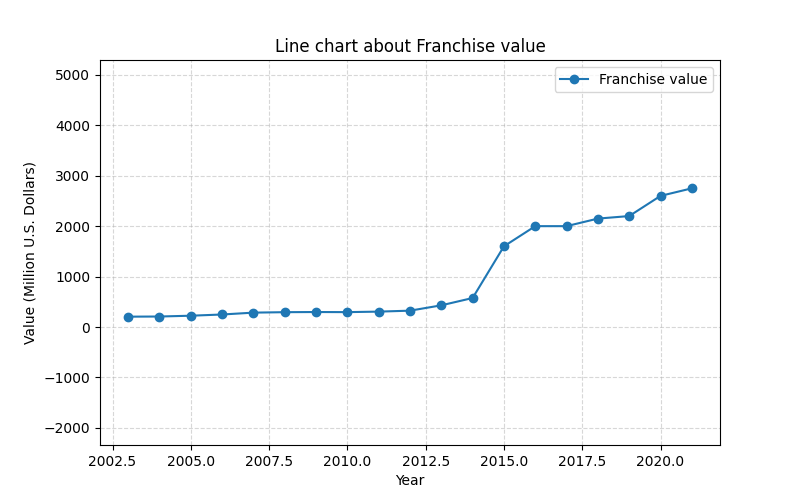 Line chart about Franchise value
Franchise value
5000
4000
3000
2000
1000
0
−1000
−2000
Value (Million U.S. Dollars)
2002.5 2005.0 2007.5 2010.0 2012.5 2015.0 2017.5 2020.0
Year